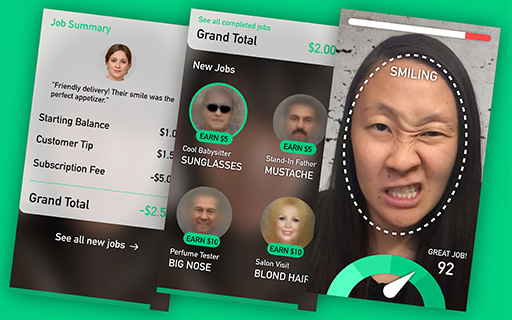 Job Summary
"Friendly delivery! Their smile was the
perfect appetizer."
Starting Balance $1.0
Customer Tip $1.5
Subscription Fee -$5.0
Grand Total -$2.5
See all new jobs →
See all completed jobs
Grand Total $2.00
New Jobs
EARN $5
Cool Babysitter
SUNGLASSES
EARN $5
Stand-In Father
MUSTACHE
EARN $10
Perfume Tester
BIG NOSE
EARN $10
Salon Visit
BLOND HAIR
SMILING
GREAT JOB!
92